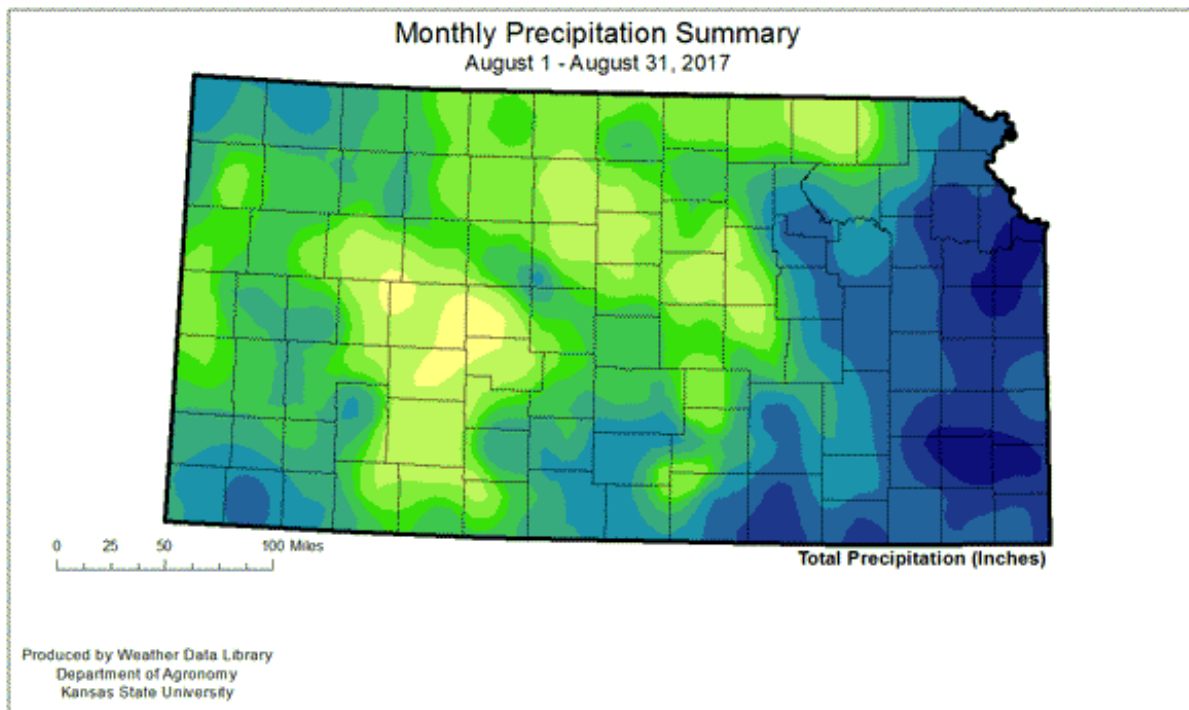 Monthly Precipitation Summary
August 1 - August 31, 2017
0 25 50 100 Miles
Total Precipitation (Inches)
Produced by Weather Data Library
Department of Agronomy
Kansas State University